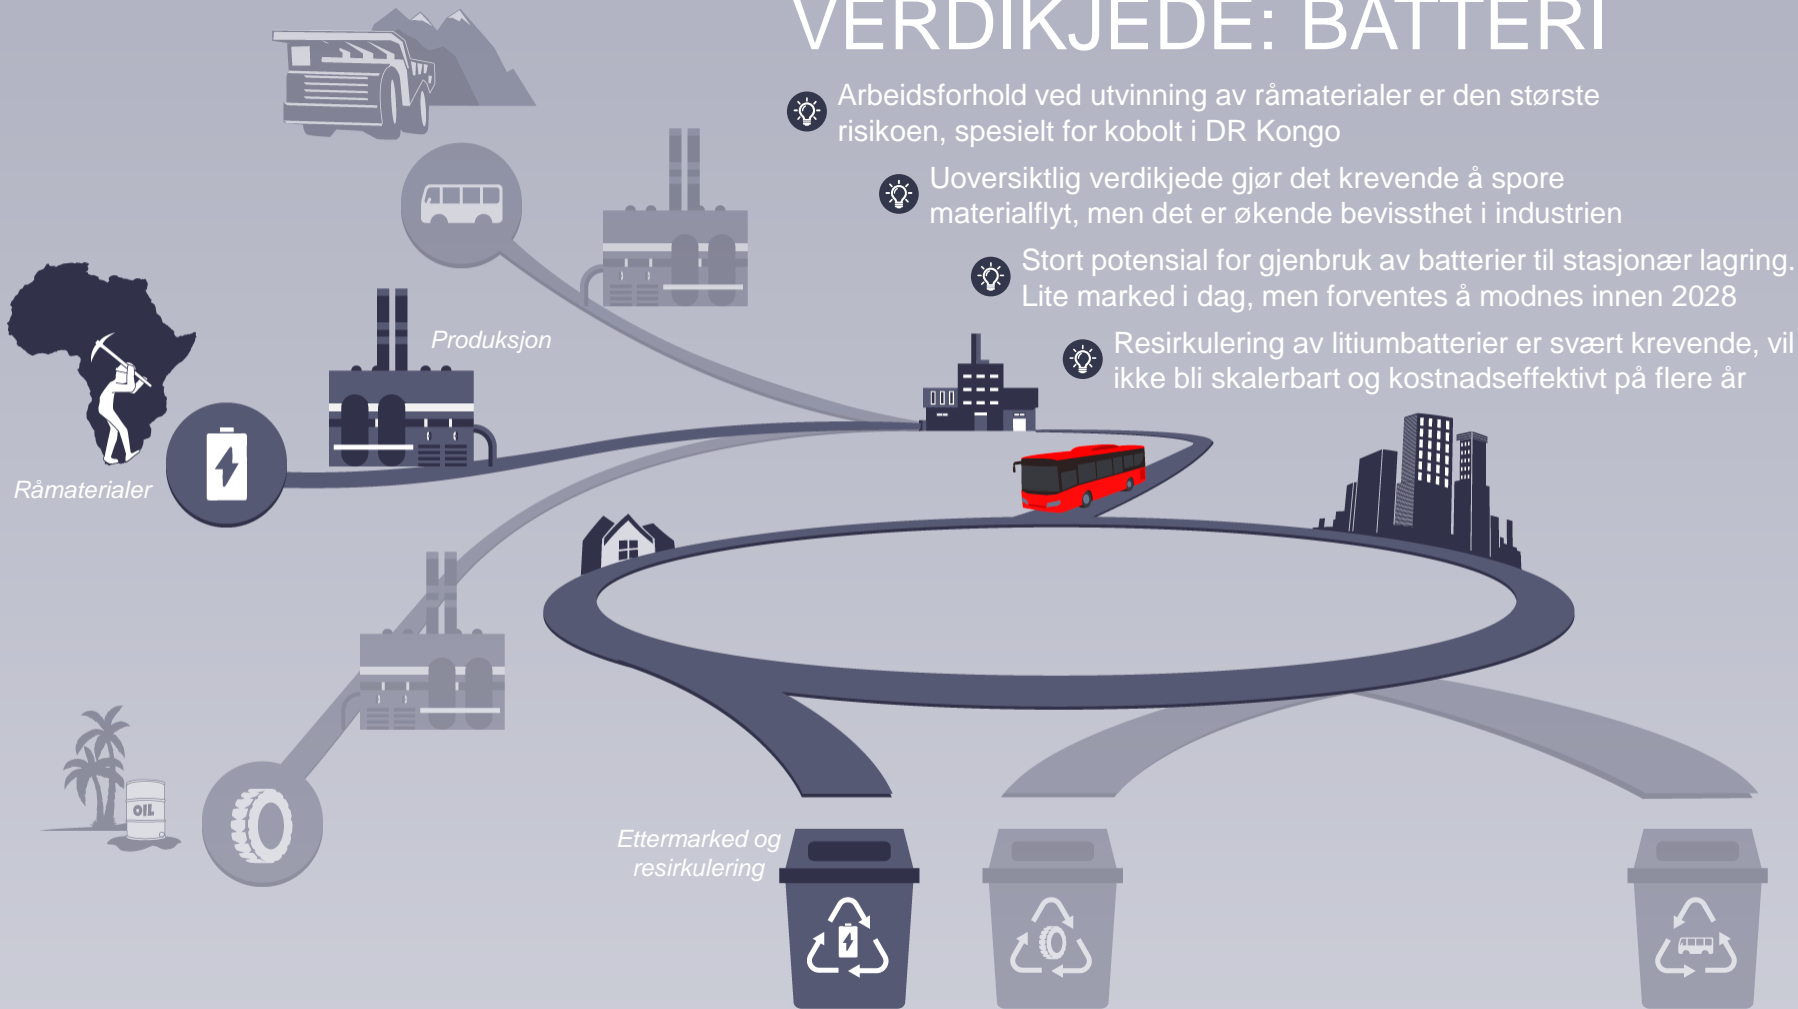 VERDIKJEDE: BATTERI
Arbeidsforhold ved utvinning av råmaterialer er den største
risikoen, spesielt for kobolt i DR Kongo
Uoversiktlig verdikjede gjør det krevende å spore
materialflyt, men det er økende bevissthet i industrien
Stort potensial for gjenbruk av batterier til stasjonær lagring.
Lite marked i dag, men forventes å modnes innen 2028
Resirkulering av litiumbatterier er svært krevende, vil
ikke bli skalerbart og kostnadseffektivt på flere år
Produksjon
Råmaterialer
OIL
Ettermarked og
resirkulering